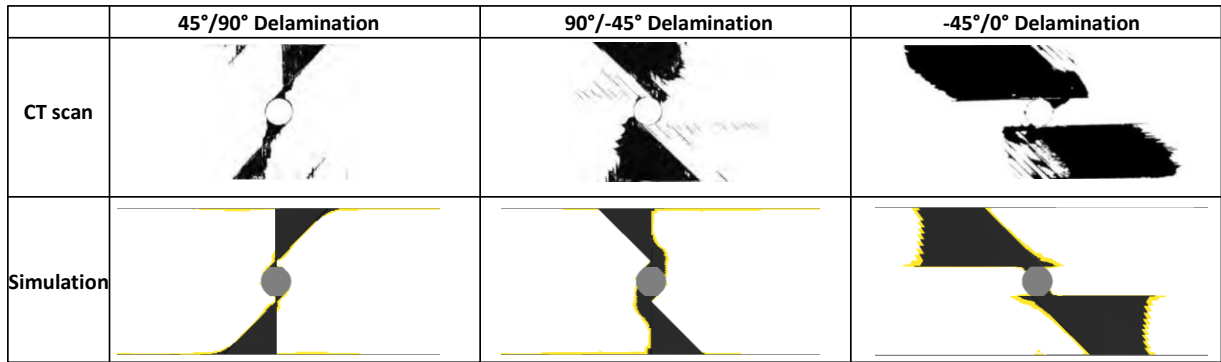 45°/90° Delamination
90°/-45° Delamination
-45°/0° Delamination
CT scan
Simulation